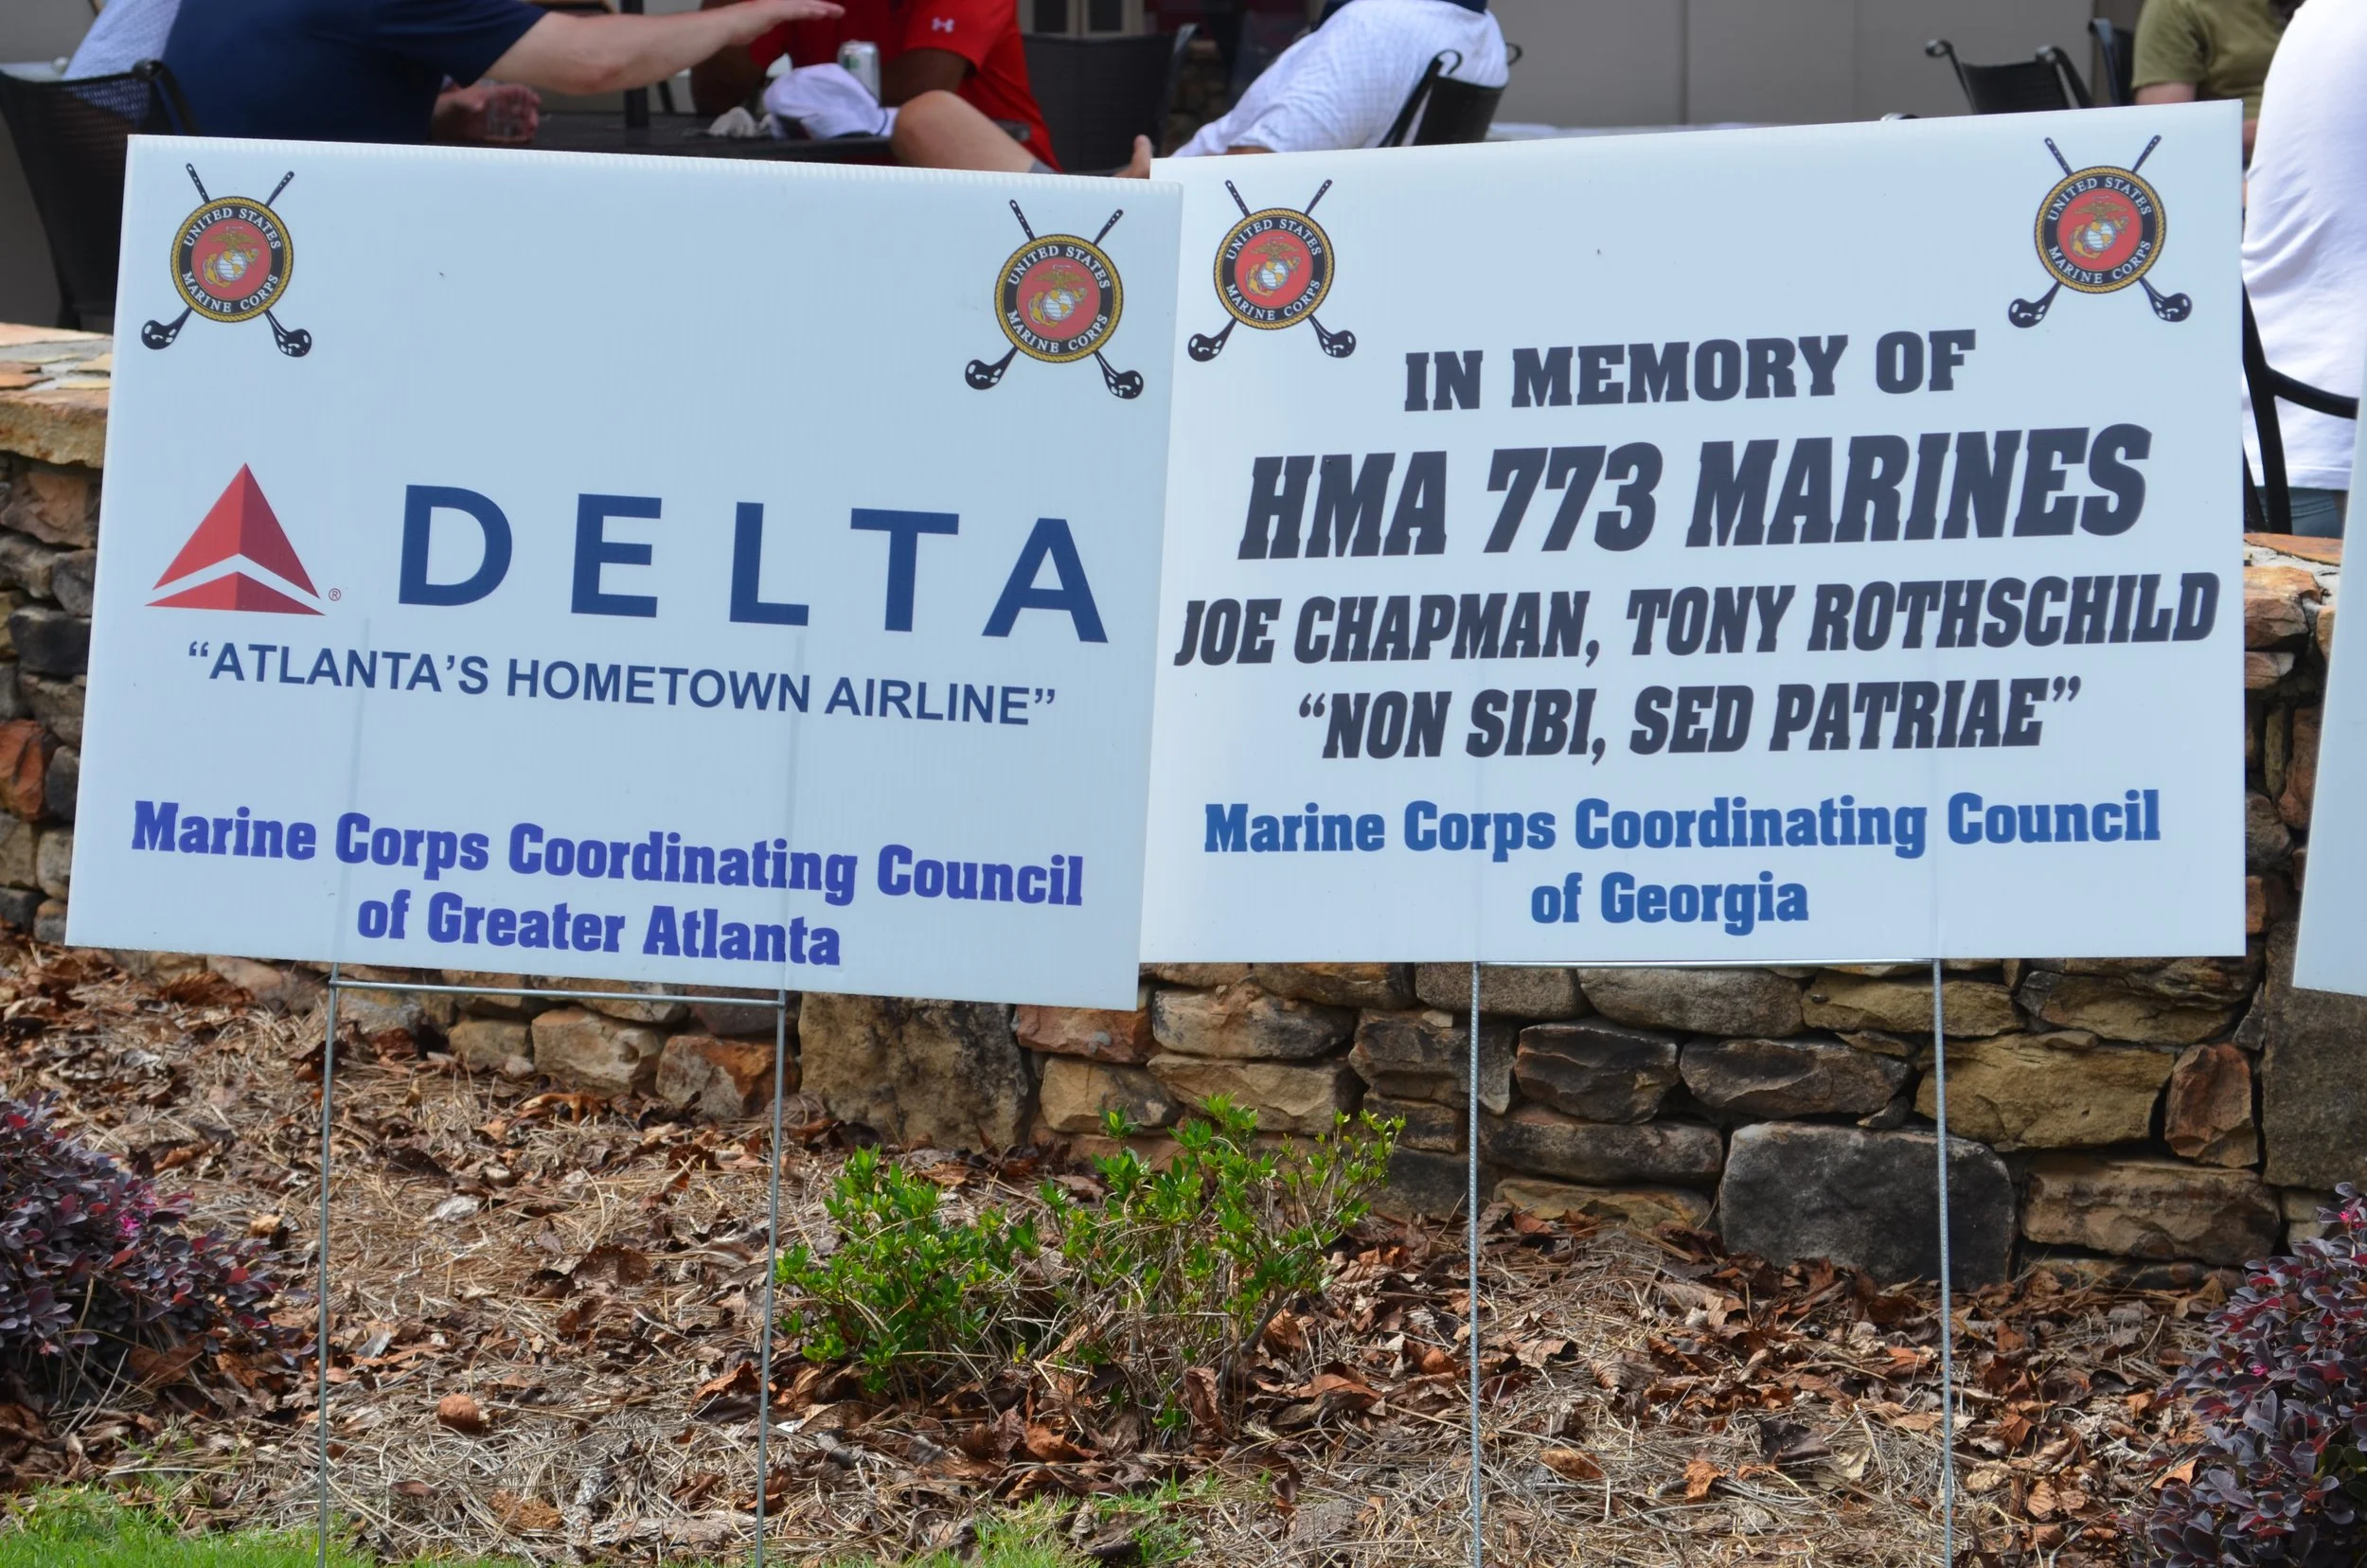 UNITED STATES
MARINE CORPS
UNITED STATES
MARINE CORPS
DELTA
®
“ATLANTA’S HOMETOWN AIRLINE”
Marine Corps Coordinating Council
of Greater Atlanta
UNITED STATES
MARINE CORPS
UNITED STATES
MARINE CORPS
IN MEMORY OF
HMA 773 MARINES
JOE CHAPMAN, TONY ROTHSCHILD
“NON SIBI, SED PATRIAE”
Marine Corps Coordinating Council
of Georgia